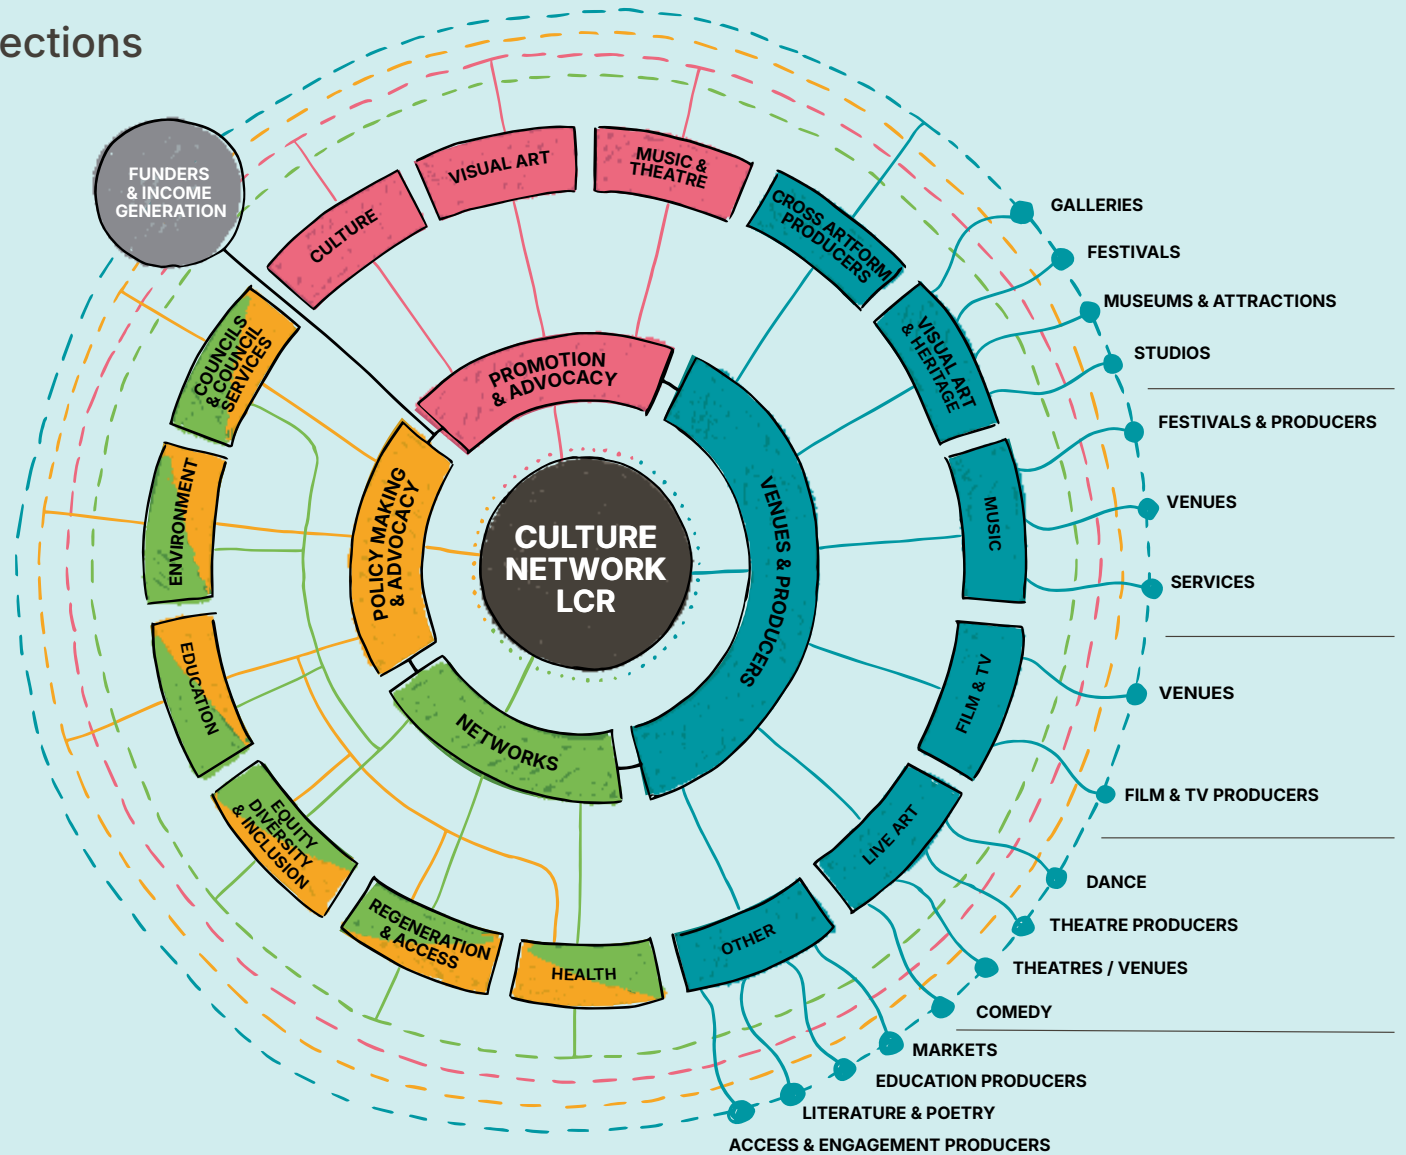 ections
FUNDERS
& INCOME
GENERATION
CULTURE
VISUAL ART
MUSIC &
THEATRE
CROSS ARTFORM
PRODUCERS
VISUAL ART
& HERITAGE
MUSIC
FILM & TV
LIVE ART
OTHER
HEALTH
REGENERATION
& ACCESS
EQUITY
DIVERSITY
& INCLUSION
EDUCATION
ENVIRONMENT
COUNCILS
& COUNCIL
SERVICES
PROMOTION
& ADVOCACY
VENUES & PRODUCERS
NETWORKS
POLICY MAKING
& ADVOCACY
CULTURE
NETWORK
LCR
GALLERIES
FESTIVALS
MUSEUMS & ATTRACTIONS
STUDIOS
FESTIVALS & PRODUCERS
VENUES
SERVICES
VENUES
FILM & TV PRODUCERS
DANCE
THEATRE PRODUCERS
THEATRES / VENUES
COMEDY
MARKETS
EDUCATION PRODUCERS
LITERATURE & POETRY
ACCESS & ENGAGEMENT PRODUCERS